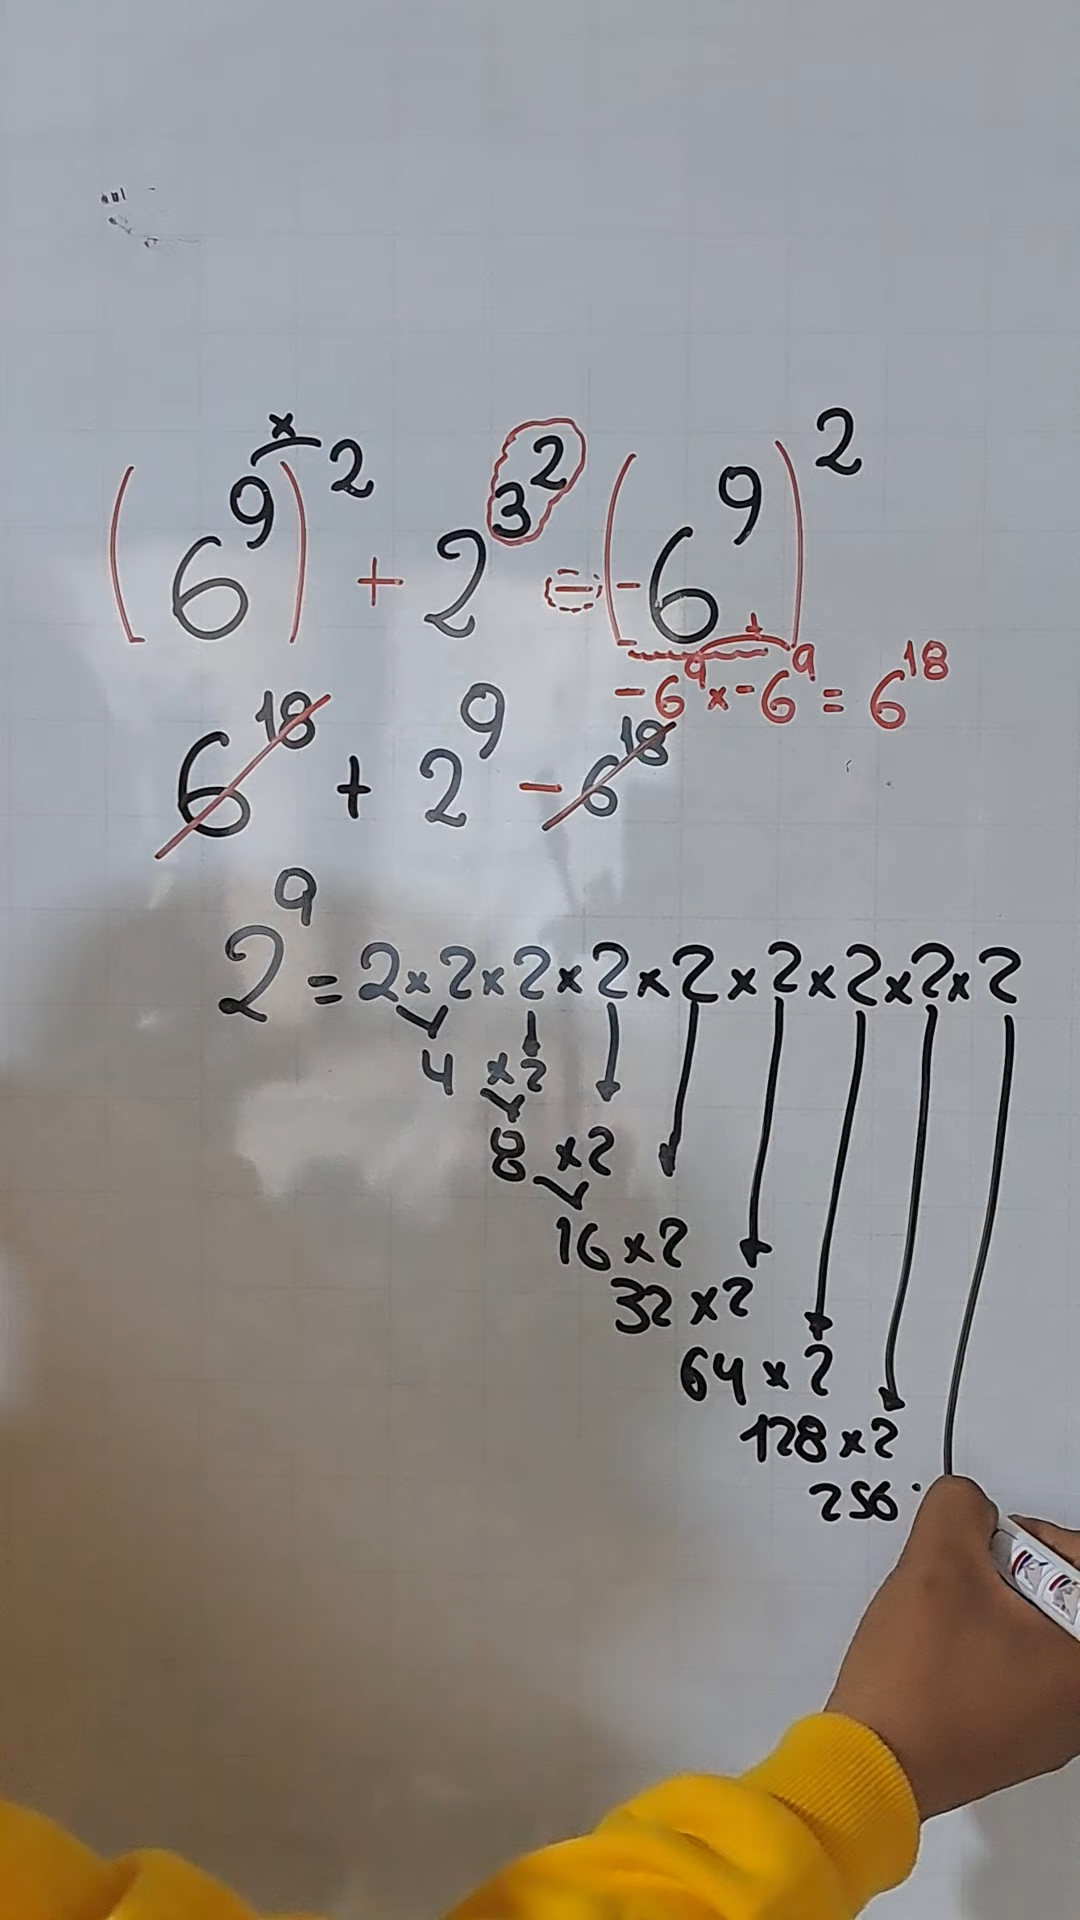 (6^9)^2 + 2^3^2 - (-6^9)^2
×
-6^9 × -6^9 = 6^18
+
6^18 + 2^9 - 6^18
2^9 = 2×2×2×2×2×2×2×2×2
4 ×2
8 ×2
16 ×2
32 ×2
64 ×2
128 ×2
256